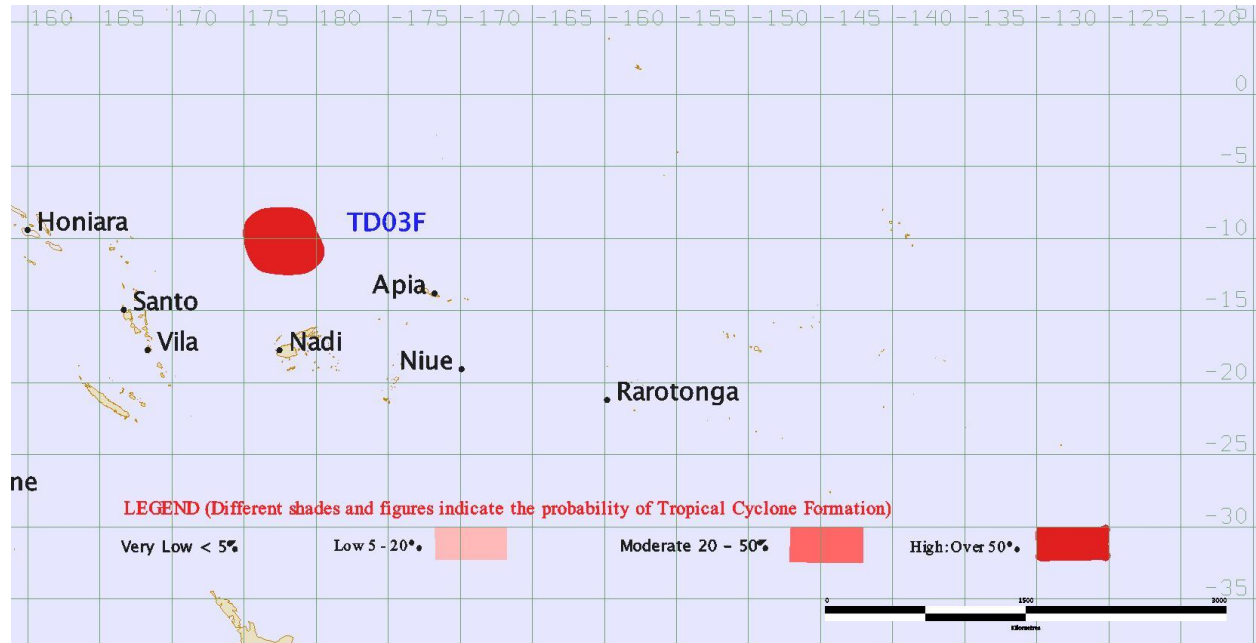 160 165 170 175 180 -175 -170 -165 -160 -155 -150 -145 -140 -135 -130 -125 -120
5
0
-5
Honiara
TD03F
-10
Apia
Santo
-15
Vila
Nadi
Niue
-20
Rarotonga
-25
ne
LEGEND (Different shades and figures indicate the probability of Tropical Cyclone Formation)
-30
Very Low < 5%
Low 5 - 20%
Moderate 20 - 50%
High:Over 50%
-35
0 1500 3000
Kilometres